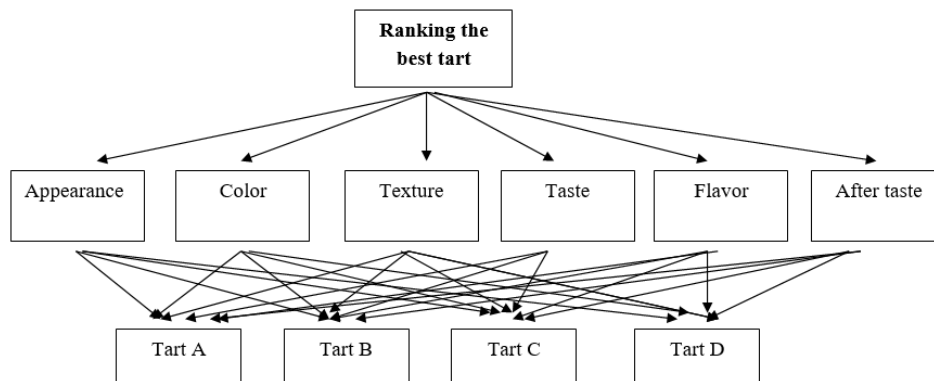 Ranking the
best tart
Appearance
Color
Texture
Taste
Flavor
After taste
Tart A
Tart B
Tart C
Tart D